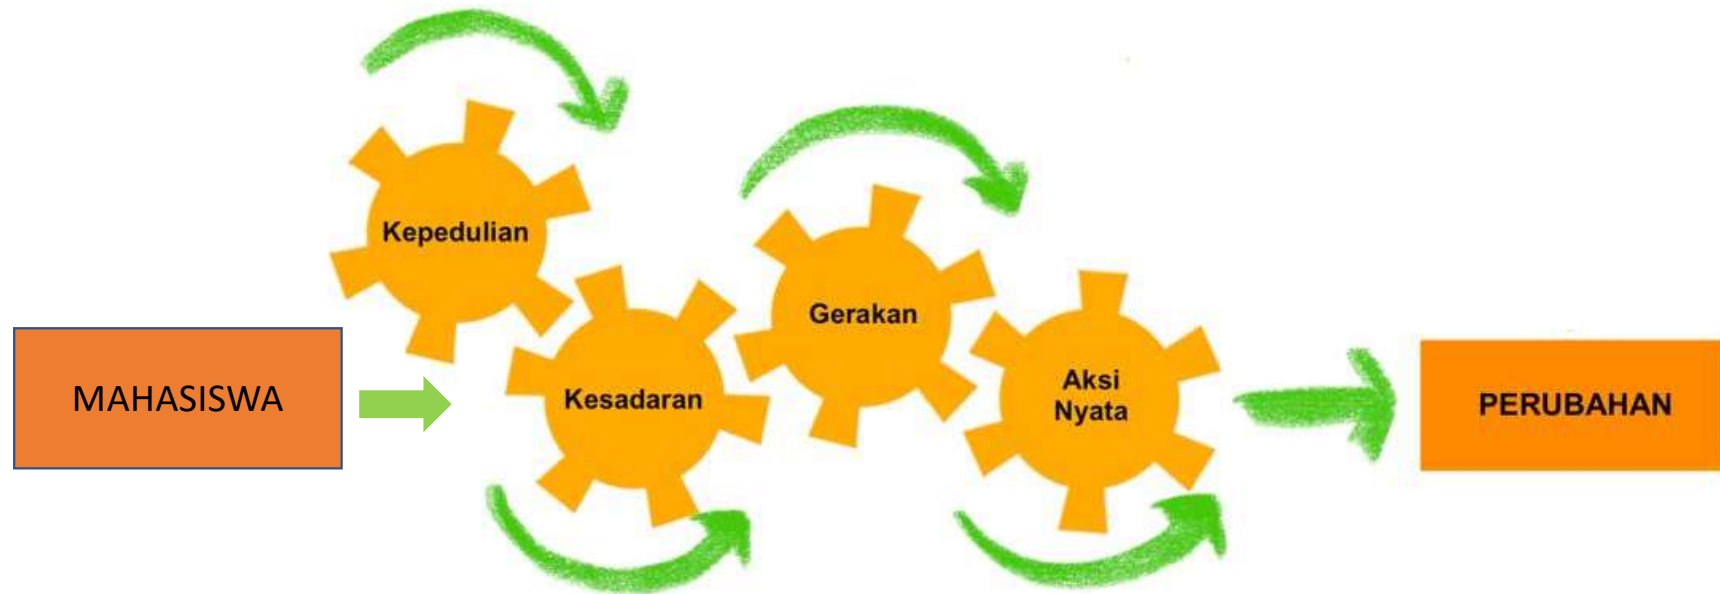 MAHASISWA
Kepedulian
Kesadaran
Gerakan
Aksi
Nyata
PERUBAHAN